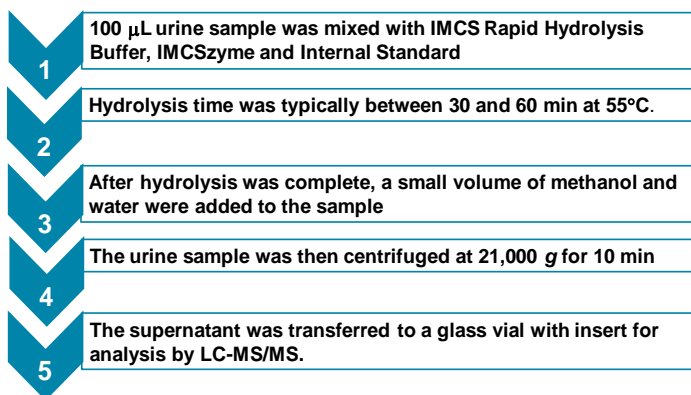 1
100 μL urine sample was mixed with IMCS Rapid Hydrolysis
Buffer, IMCSzyme and Internal Standard
2
Hydrolysis time was typically between 30 and 60 min at 55°C.
3
After hydrolysis was complete, a small volume of methanol and
water were added to the sample
4
The urine sample was then centrifuged at 21,000 g for 10 min
5
The supernatant was transferred to a glass vial with insert for
analysis by LC-MS/MS.